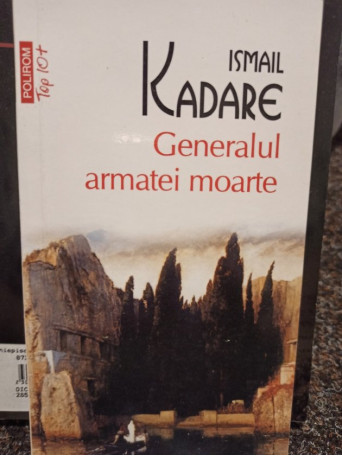 POLIROM
Top 10+
ISMAIL
KADARE
Generalul
armatei moarte